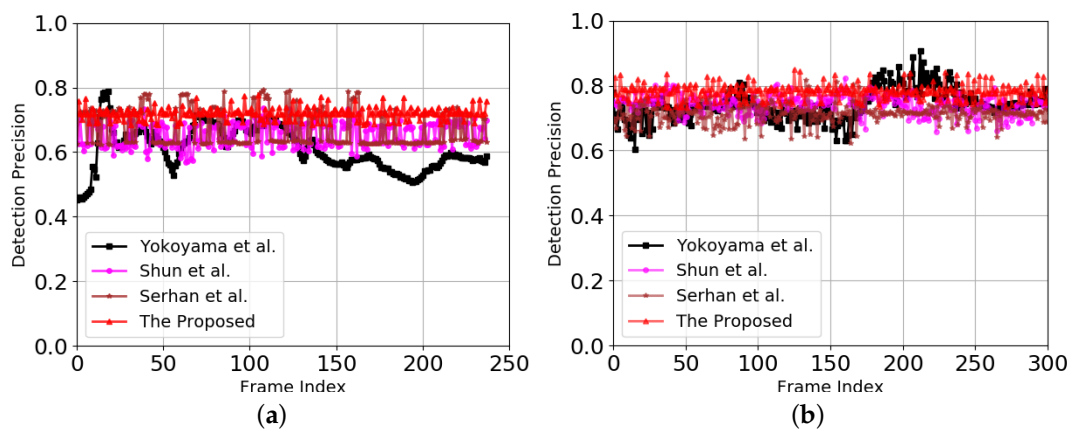 1.0
0.8
0.6
0.4
0.2
0.0
Detection Precision
Yokoyama et al.
Shun et al.
Serhan et al.
The Proposed
0 50 100 150 200 250
Frame Index
(a)
1.0
0.8
0.6
0.4
0.2
0.0
Detection Precision
Yokoyama et al.
Shun et al.
Serhan et al.
The Proposed
0 50 100 150 200 250 300
Frame Index
(b)